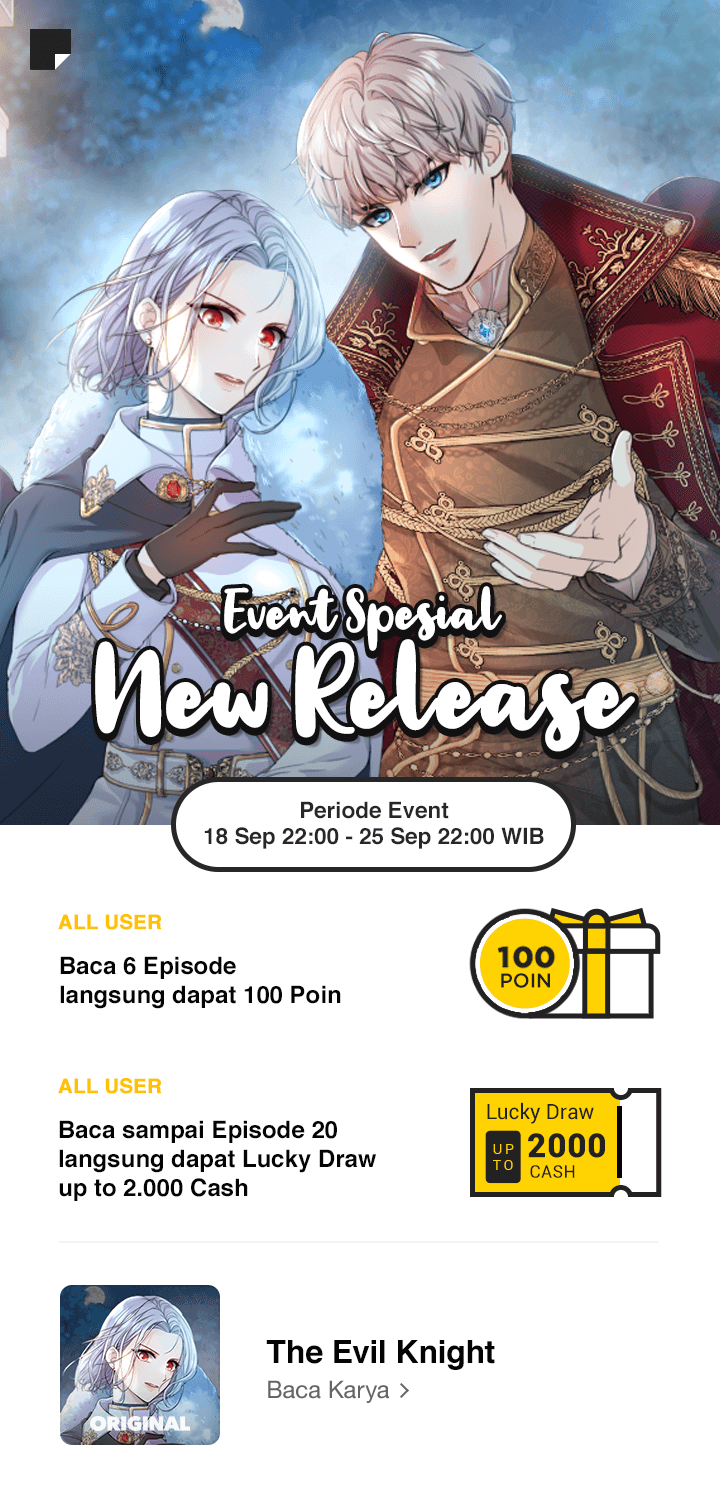 Event Spesial
New Release
Periode Event
18 Sep 22:00 - 25 Sep 22:00 WIB
ALL USER
Baca 6 Episode
langsung dapat 100 Poin
100
POIN
ALL USER
Baca sampai Episode 20
langsung dapat Lucky Draw
up to 2.000 Cash
Lucky Draw
UP TO
2000
CASH
ORIGINAL
The Evil Knight
Baca Karya >